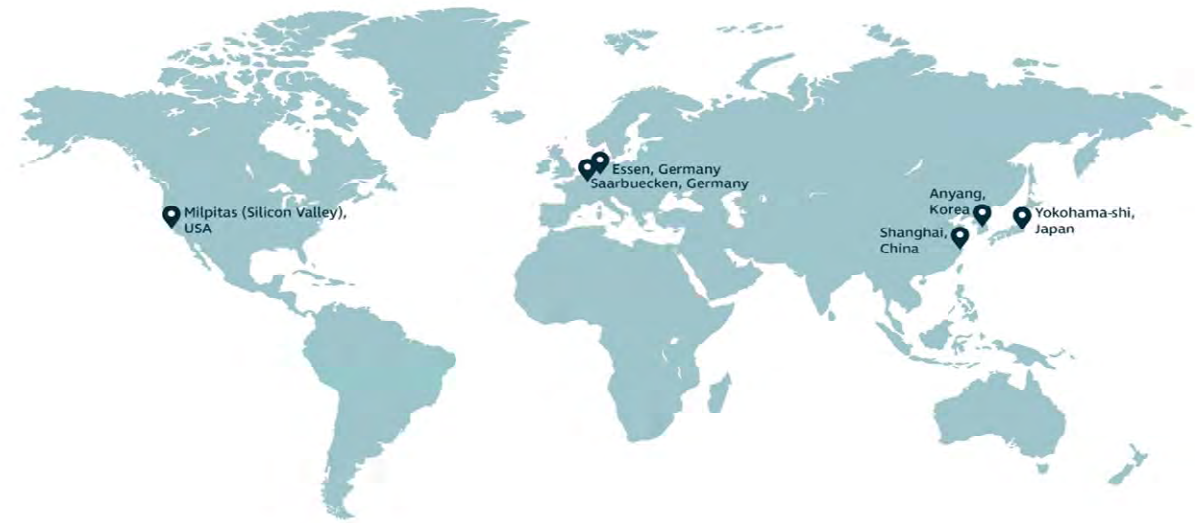 Essen, Germany
Saarbuecken, Germany
Milpitas (Silicon Valley),
USA
Anyang,
Korea
Yokohama-shi,
Japan
Shanghai,
China